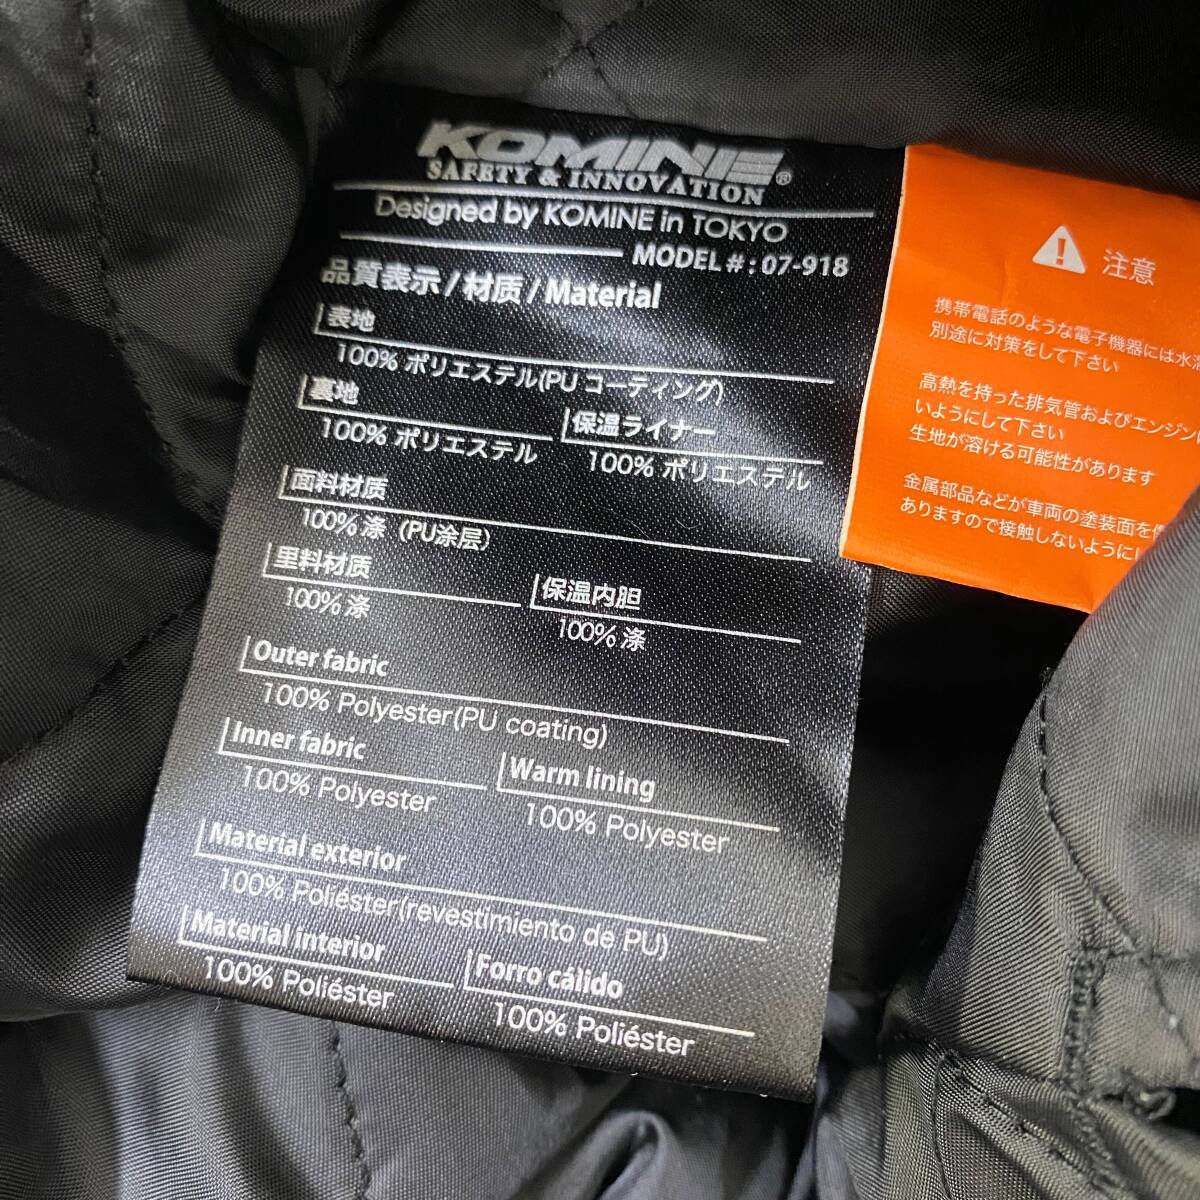 KOMINE®
SAFETY & INNOVATION
Designed by KOMINE in TOKYO
MODEL # : 07-918
品質表示 / 材质 / Material
表地
100% ポリエステル(PU コーティング)
裏地
100% ポリエステル
保温ライナー
100% ポリエステル
面料材质
100% 涤（PU涂层）
里料材质
100% 涤
保温内胆
100% 涤
Outer fabric
100% Polyester(PU coating)
Inner fabric
100% Polyester
Warm lining
100% Polyester
Material exterior
100% Poliéster(revestimiento de PU)
Material interior
100% Poliéster
Forro cálido
100% Poliéster
注意
携帯電話のような電子機器には水
別途に対策をして下さい
高熱を持った排気管およびエンジン
いようにして下さい
生地が溶ける可能性があります
金属部品などが車両の塗装面を
ありますので接触しないように